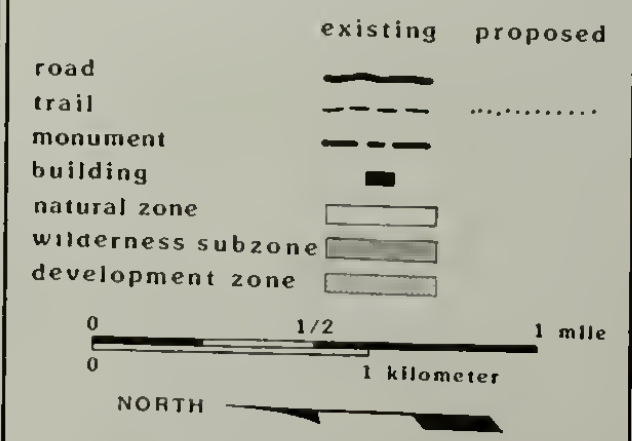 existing proposed
road
trail
monument
building
natural zone
wilderness subzone
development zone
0 1/2 1 mile
0 1 kilometer
NORTH